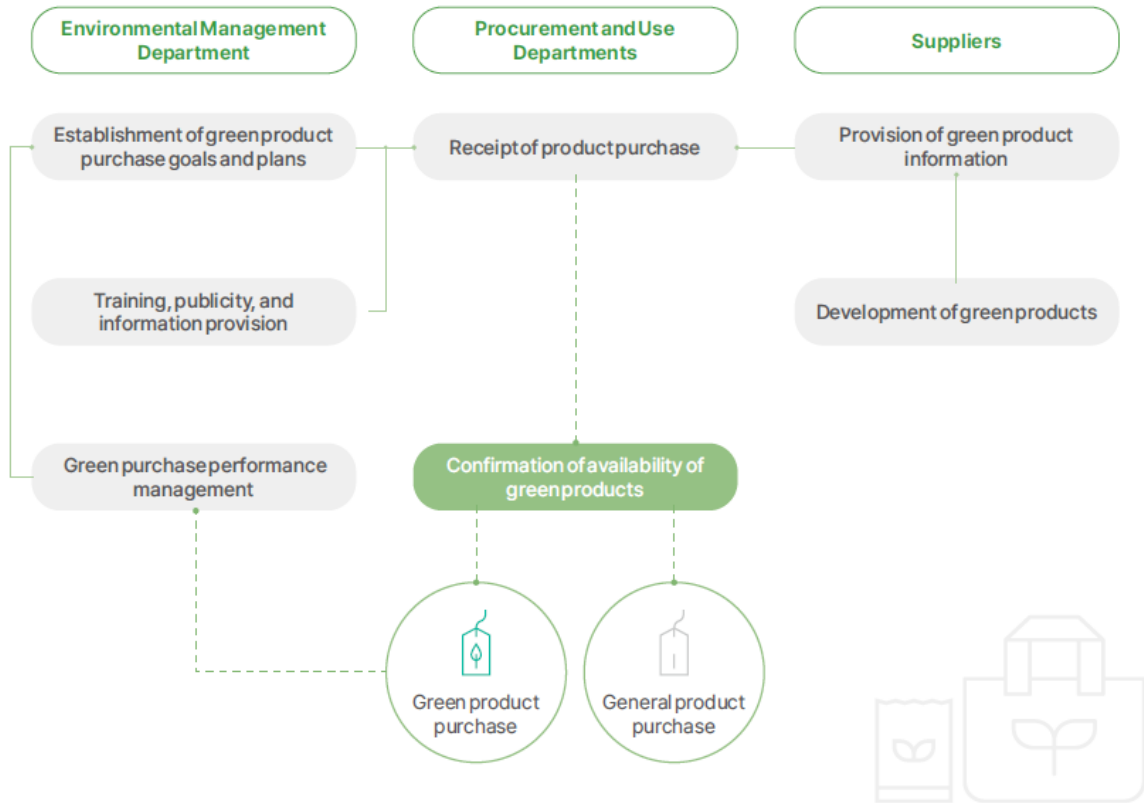 Environmental Management
Department
Procurement and Use
Departments
Suppliers
Establishment of green product
purchase goals and plans
Receipt of product purchase
Provision of green product
information
Training, publicity, and
information provision
Development of green products
Green purchase performance
management
Confirmation of availability of
green products
Green product
purchase
General product
purchase